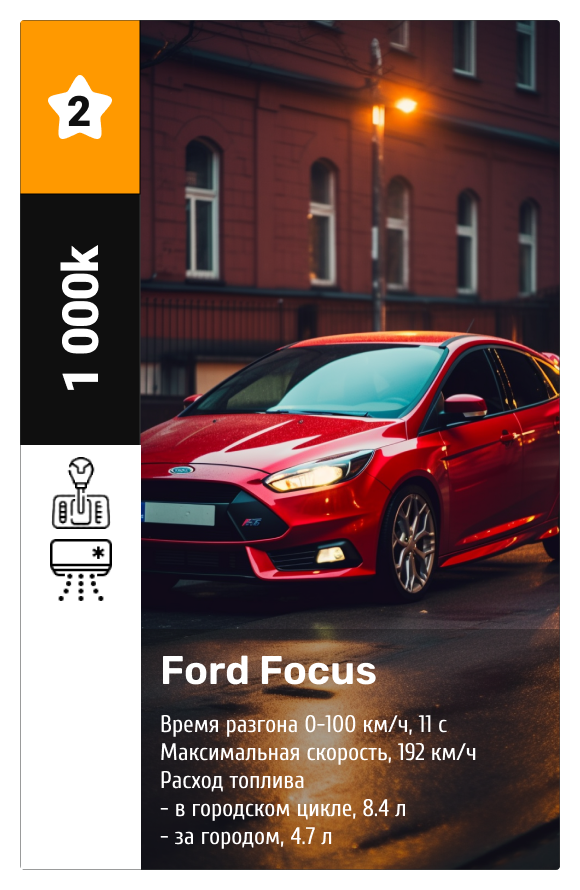 2
1 000k
Ford
Ford Focus
Время разгона 0-100 км/ч, 11 с
Максимальная скорость, 192 км/ч
Расход топлива
- в городском цикле, 8.4 л
- за городом, 4.7 л